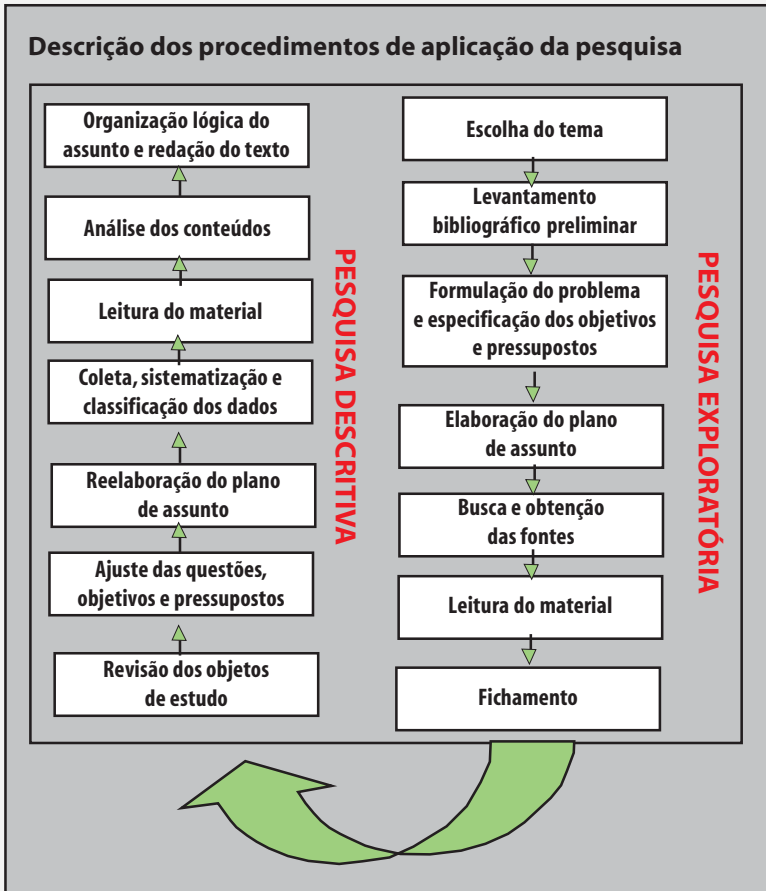 Descrição dos procedimentos de aplicação da pesquisa
Organização lógica do
assunto e redação do texto
Análise dos conteúdos
Leitura do material
Coleta, sistematização e
classificação dos dados
Reelaboração do plano
de assunto
Ajuste das questões,
objetivos e pressupostos
Revisão dos objetos
de estudo
PESQUISA DESCRITIVA
Escolha do tema
Levantamento
bibliográfico preliminar
Formulação do problema
e especificação dos objetivos
e pressupostos
Elaboração do plano
de assunto
Busca e obtenção
das fontes
Leitura do material
Fichamento
PESQUISA EXPLORATÓRIA